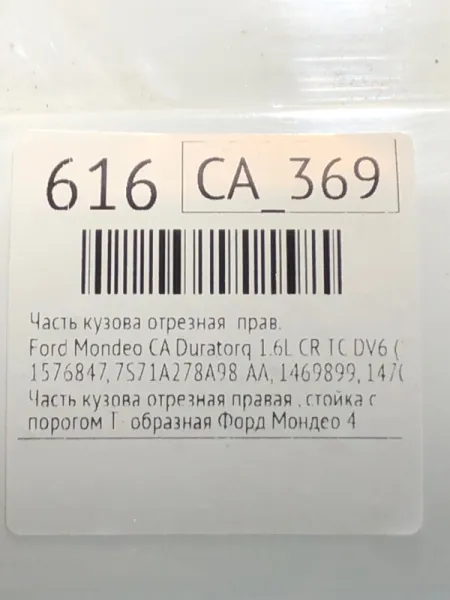 616 CA_369
Часть кузова отрезная прав.
Ford Mondeo CA Duratorq 1.6L CR TC DV6 (
1576847, 7S71A278A98 AA, 1469899, 147(
Часть кузова отрезная правая , стойка с
порогом Т образная Форд Мондео 4